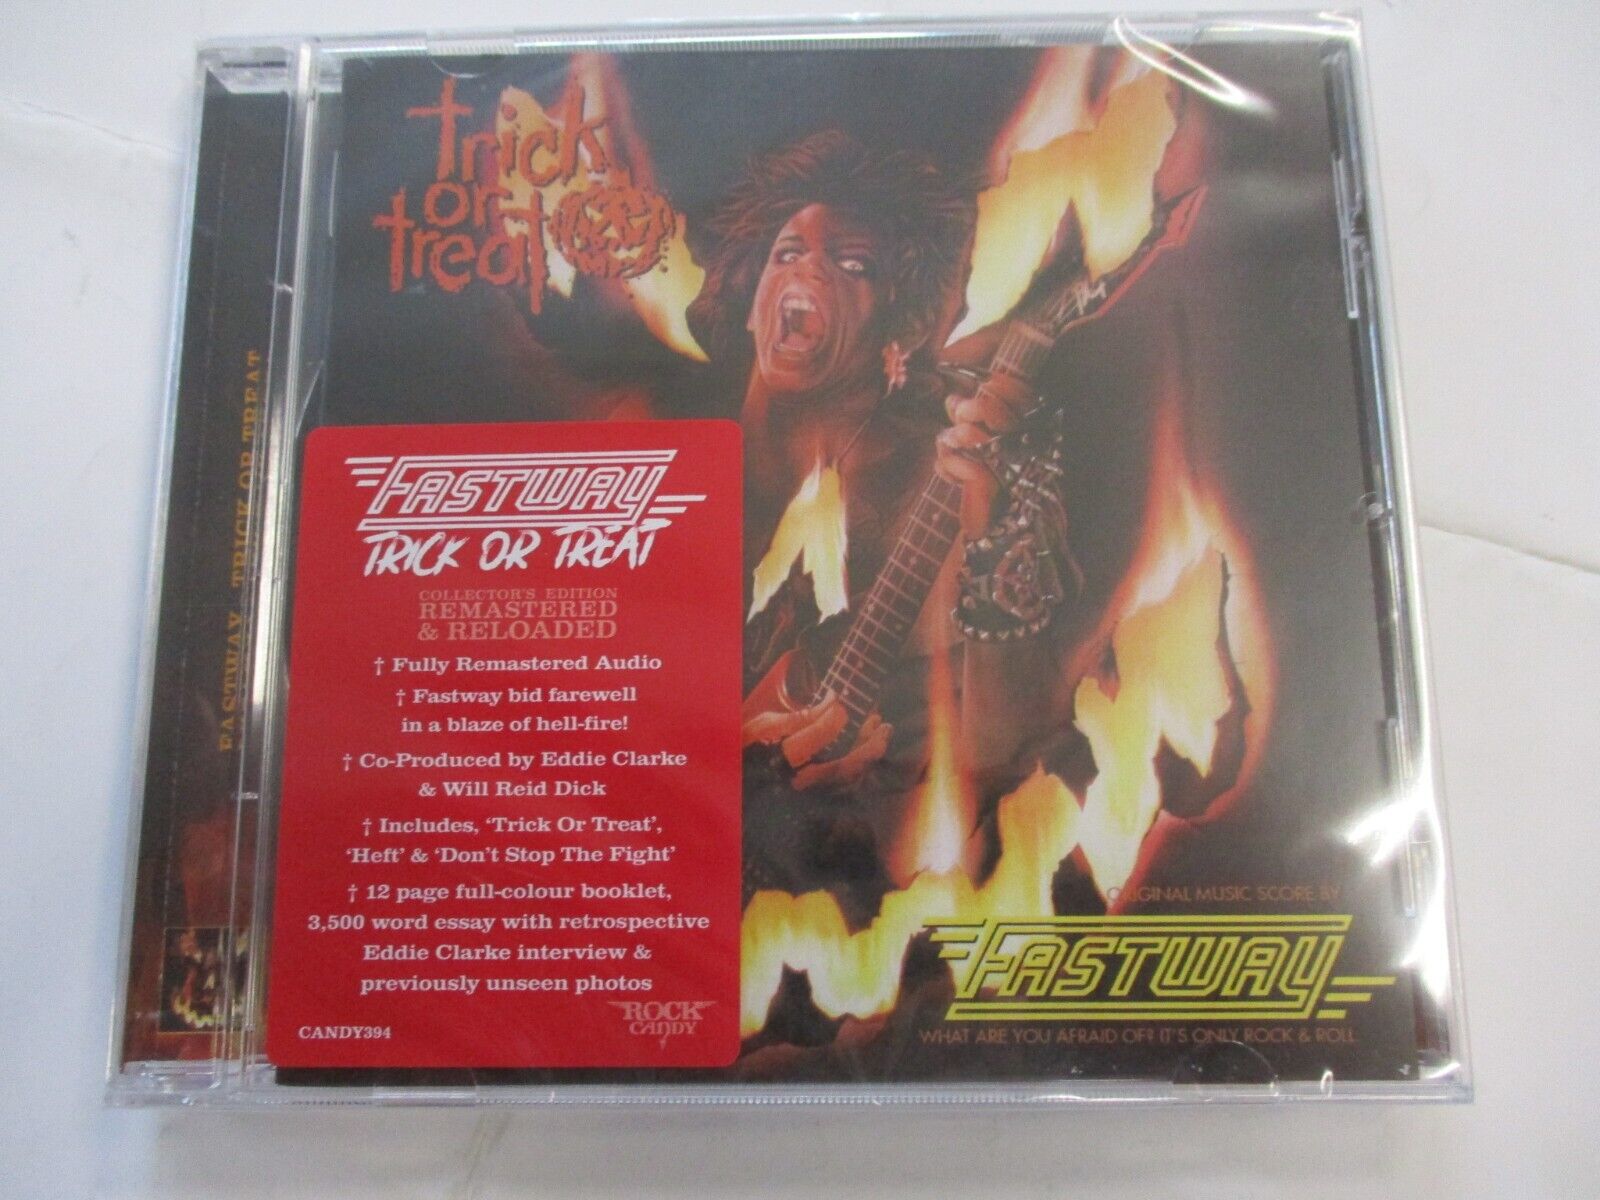 trick
or
treat
FASTWAY TRICK OR TREAT
FASTWAY
TRICK OR TREAT
COLLECTOR'S EDITION
REMASTERED
& RELOADED
† Fully Remastered Audio
† Fastway bid farewell
in a blaze of hell-fire!
† Co-Produced by Eddie Clarke
& Will Reid Dick
† Includes, 'Trick Or Treat',
'Heft' & 'Don't Stop The Fight'
† 12 page full-colour booklet,
3,500 word essay with retrospective
Eddie Clarke interview &
previously unseen photos
ROCK
CANDY
CANDY394
ORIGINAL MUSIC SCORE BY
FASTWAY
WHAT ARE YOU AFRAID OF? IT'S ONLY ROCK & ROLL